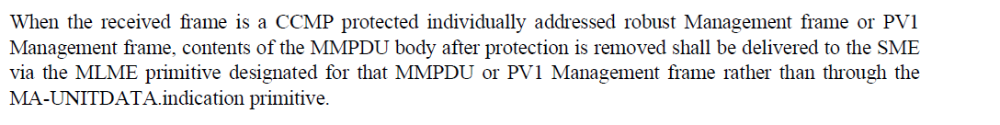 When the received frame is a CCMP protected individually addressed robust Management frame or PV1
Management frame, contents of the MMPDU body after protection is removed shall be delivered to the SME
via the MLME primitive designated for that MMPDU or PV1 Management frame rather than through the
MA-UNITDATA.indication primitive.